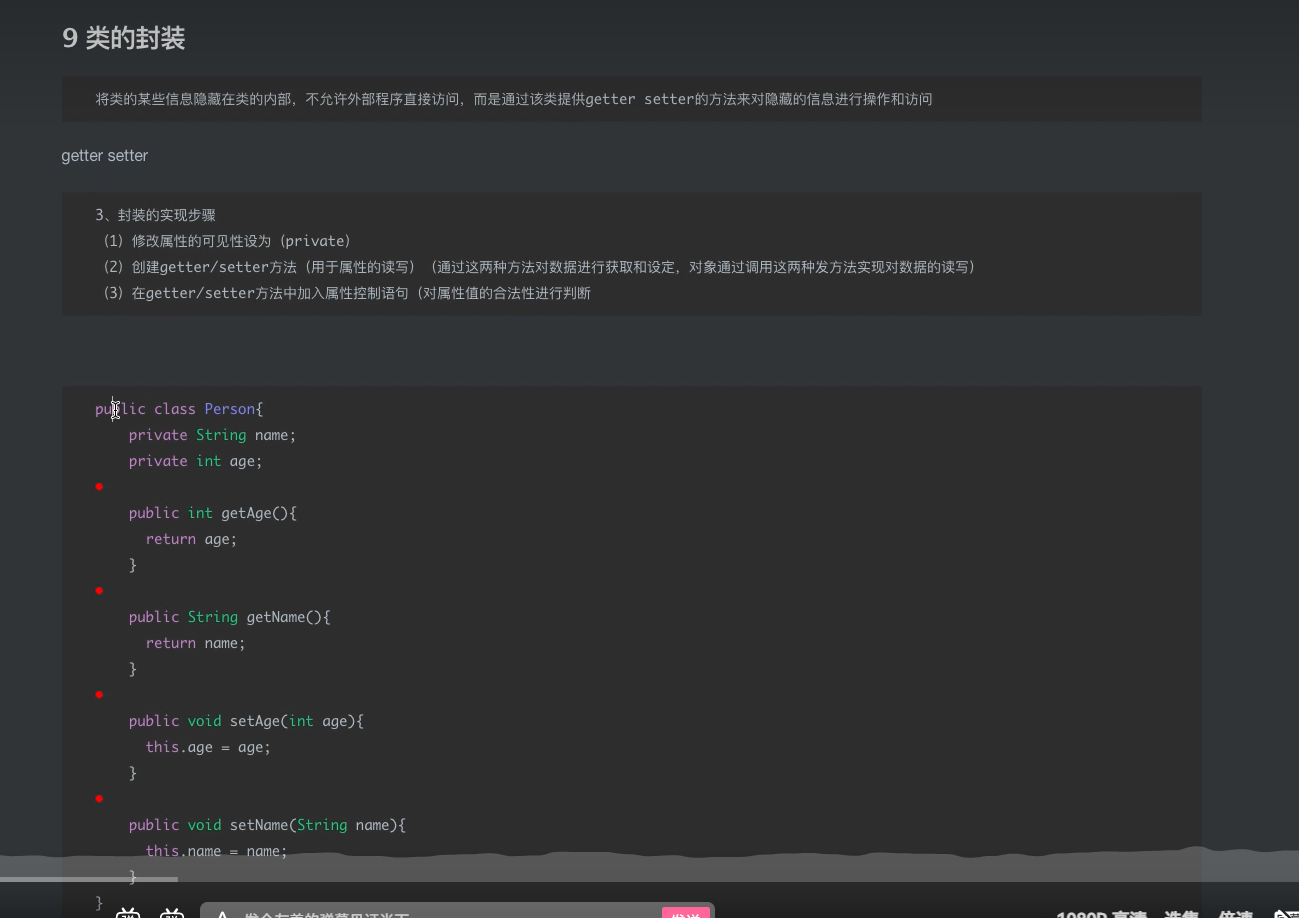 9 类的封装
将类的某些信息隐藏在类的内部，不允许外部程序直接访问，而是通过该类提供getter setter的方法来对隐藏的信息进行操作和访问
getter setter
3、封装的实现步骤
（1）修改属性的可见性设为（private）
（2）创建getter/setter方法（用于属性的读写）（通过这两种方法对数据进行获取和设定，对象通过调用这两种发方法实现对数据的读写）
（3）在getter/setter方法中加入属性控制语句（对属性值的合法性进行判断
public class Person{
private String name;
private int age;
public int getAge(){
return age;
}
public String getName(){
return name;
}
public void setAge(int age){
this.age = age;
}
public void setName(String name){
this.name = name;
}
}
发个友善的弹幕见证当下 发送 1080P 高清 选集 倍速